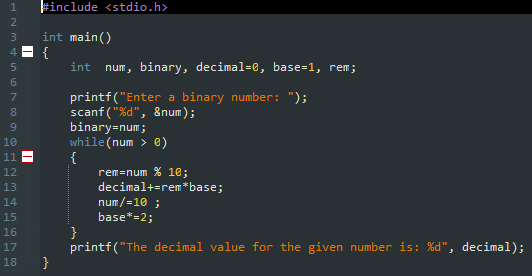 1 #include <stdio.h>
2
3 int main()
4 {
5 int  num, binary, decimal=0, base=1, rem;
6
7 printf("Enter a binary number: ");
8 scanf("%d", &num);
9 binary=num;
10 while(num > 0)
11 {
12 rem=num % 10;
13 decimal+=rem*base;
14 num/=10 ;
15 base*=2;
16 }
17 printf("The decimal value for the given number is: %d", decimal);
18 }